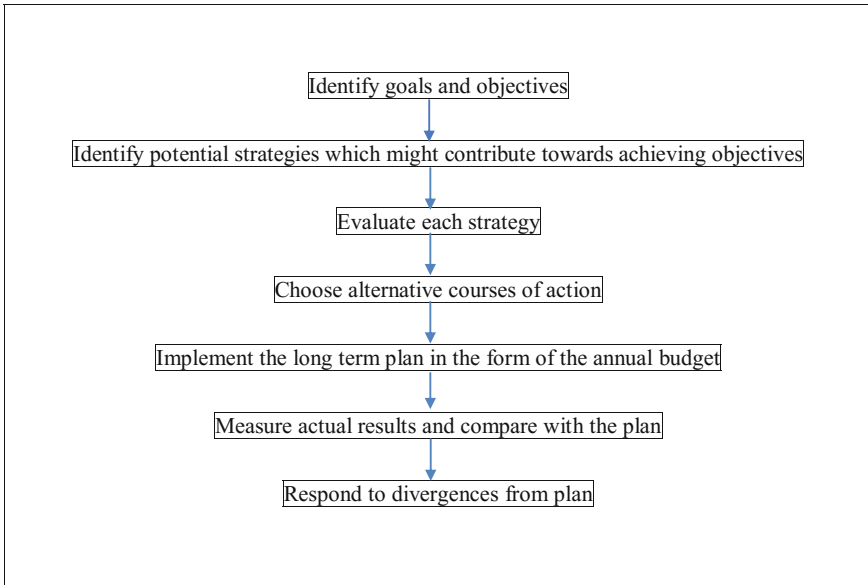 Identify goals and objectives
Identify potential strategies which might contribute towards achieving objectives
Evaluate each strategy
Choose alternative courses of action
Implement the long term plan in the form of the annual budget
Measure actual results and compare with the plan
Respond to divergences from plan